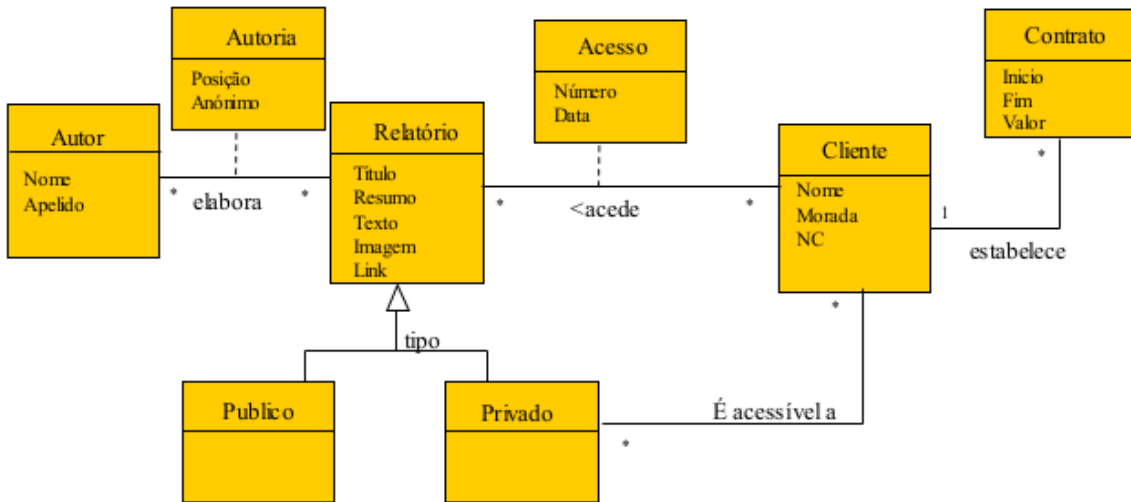 Autoria
Posição
Anónimo
Acesso
Número
Data
Contrato
Inicio
Fim
Valor
*
Autor
Nome
Apelido
*
elabora
*
Relatório
Titulo
Resumo
Texto
Imagem
Link
*
<acede
*
Cliente
Nome
Morada
NC
1
estabelece
*
tipo
Publico
Privado
É acessível a
*